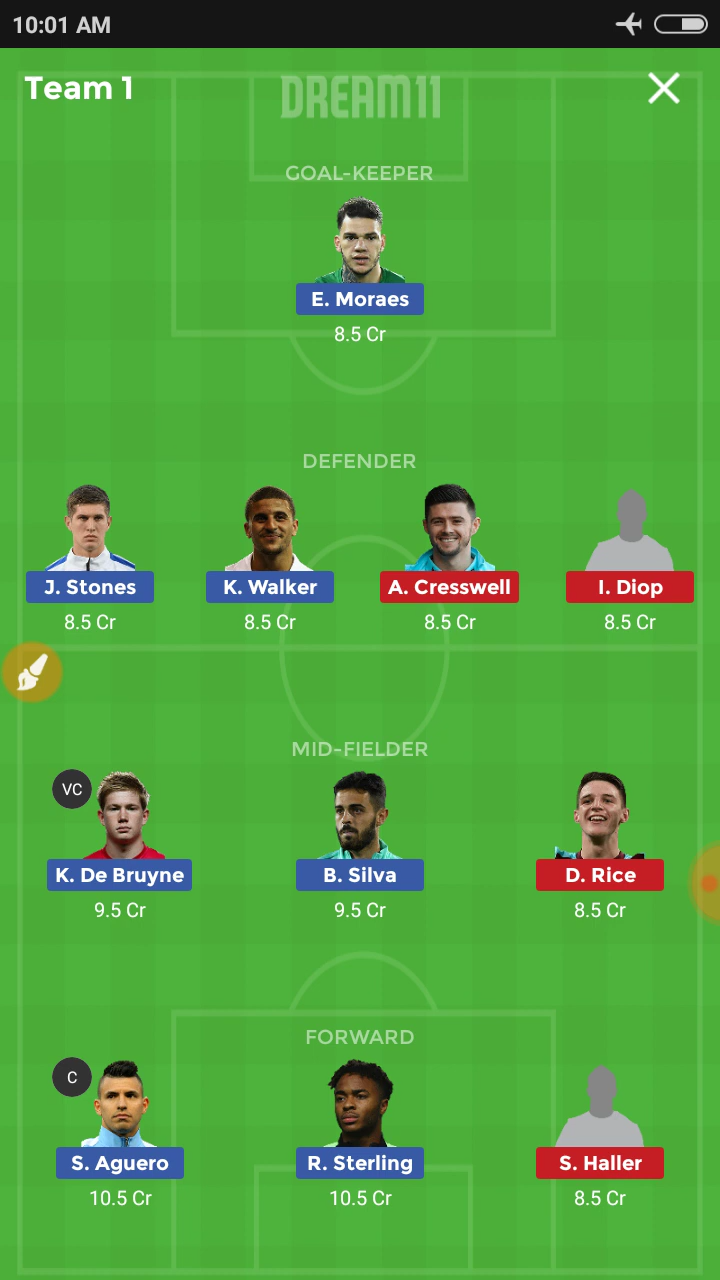 10:01 AM
Team 1
DREAM11
GOAL-KEEPER
E. Moraes
8.5 Cr
DEFENDER
J. Stones K. Walker A. Cresswell I. Diop
8.5 Cr 8.5 Cr 8.5 Cr 8.5 Cr
MID-FIELDER
VC
K. De Bruyne B. Silva D. Rice
9.5 Cr 9.5 Cr 8.5 Cr
FORWARD
C
S. Aguero R. Sterling S. Haller
10.5 Cr 10.5 Cr 8.5 Cr